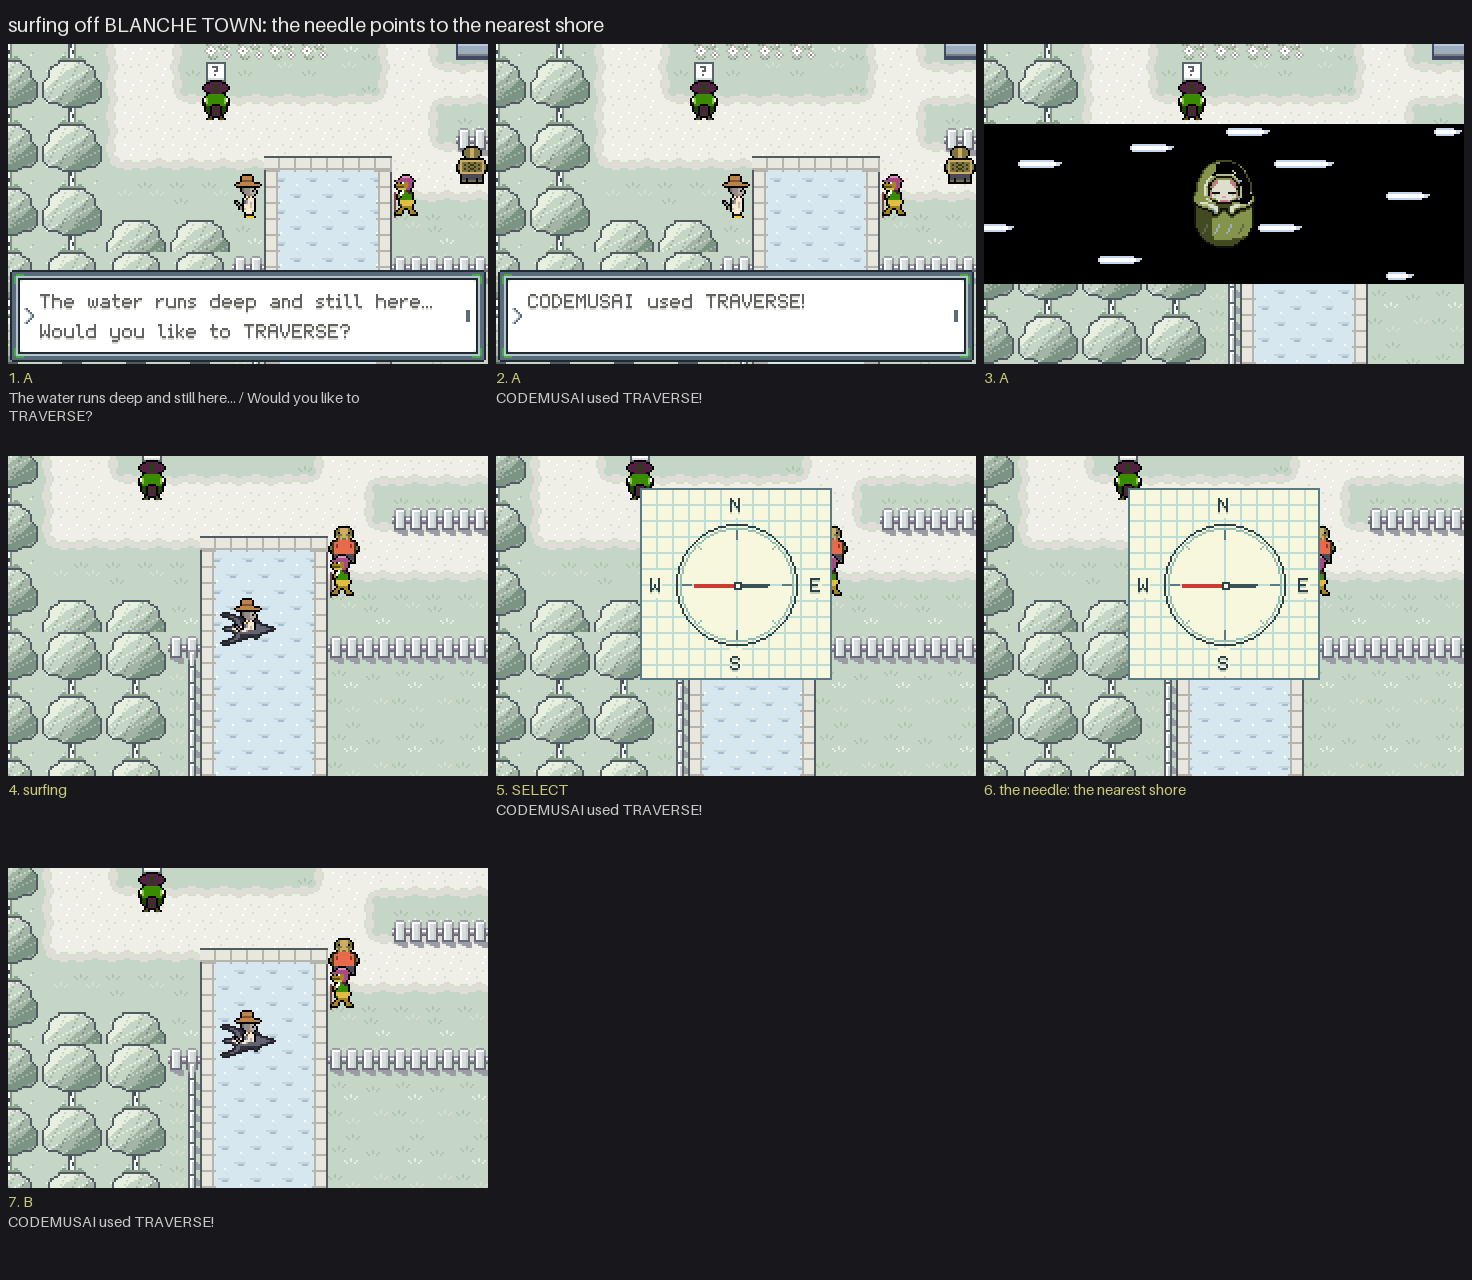 surfing off BLANCHE TOWN: the needle points to the nearest shore
?
?
?
The water runs deep and still here...
Would you like to TRAVERSE?
CODEMUSAI used TRAVERSE!
1. A
The water runs deep and still here... / Would you like to
TRAVERSE?
2. A
CODEMUSAI used TRAVERSE!
3. A
N
W
E
S
N
W
E
S
4. surfing
5. SELECT
CODEMUSAI used TRAVERSE!
6. the needle: the nearest shore
7. B
CODEMUSAI used TRAVERSE!